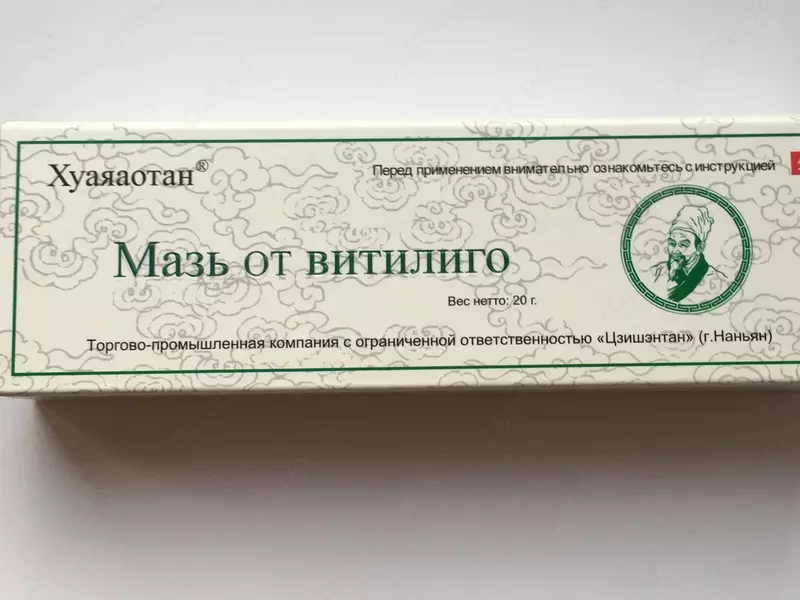 Хуаяаотан®
Перед применением внимательно ознакомьтесь с инструкцией
Мазь от витилиго
Вес нетто: 20 г.
Торгово-промышленная компания с ограниченной ответственностью «Цзишэнтан» (г.Наньян)